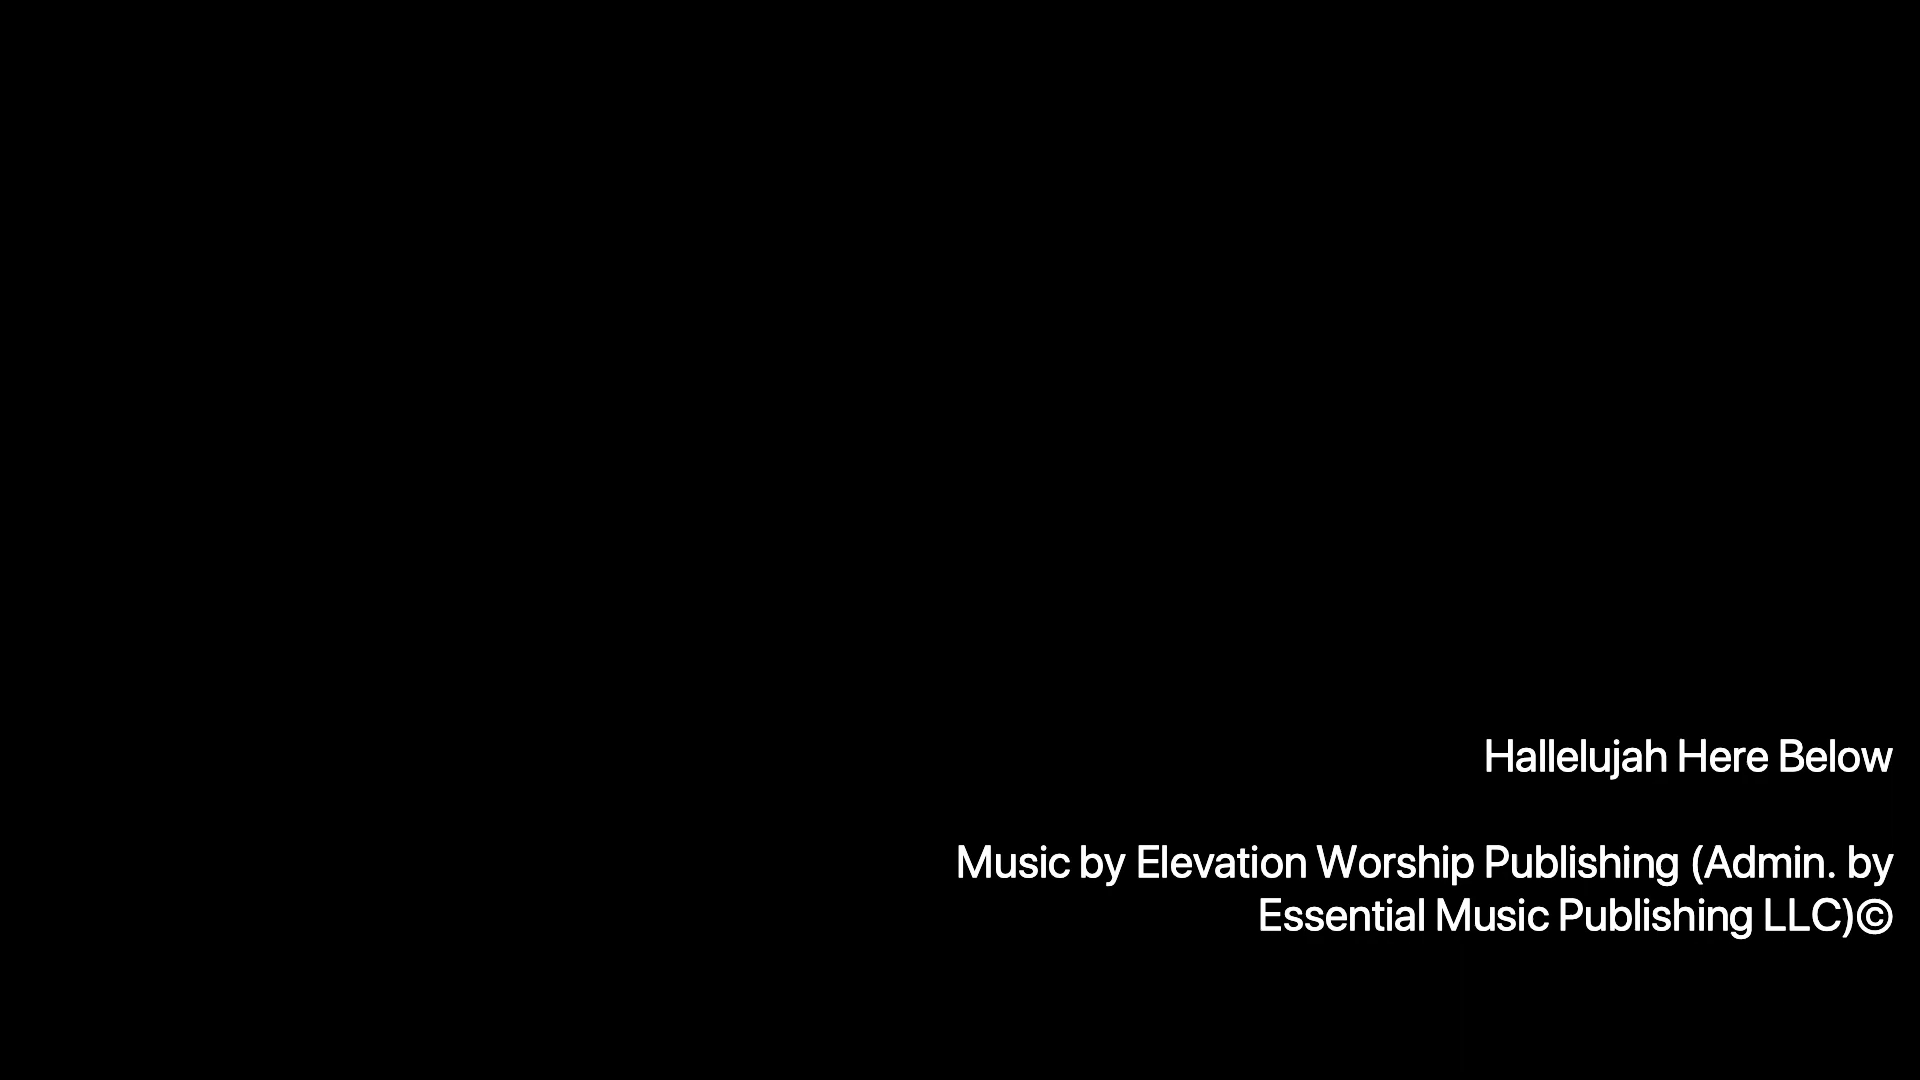 Hallelujah Here Below
Music by Elevation Worship Publishing (Admin. by
Essential Music Publishing LLC)©